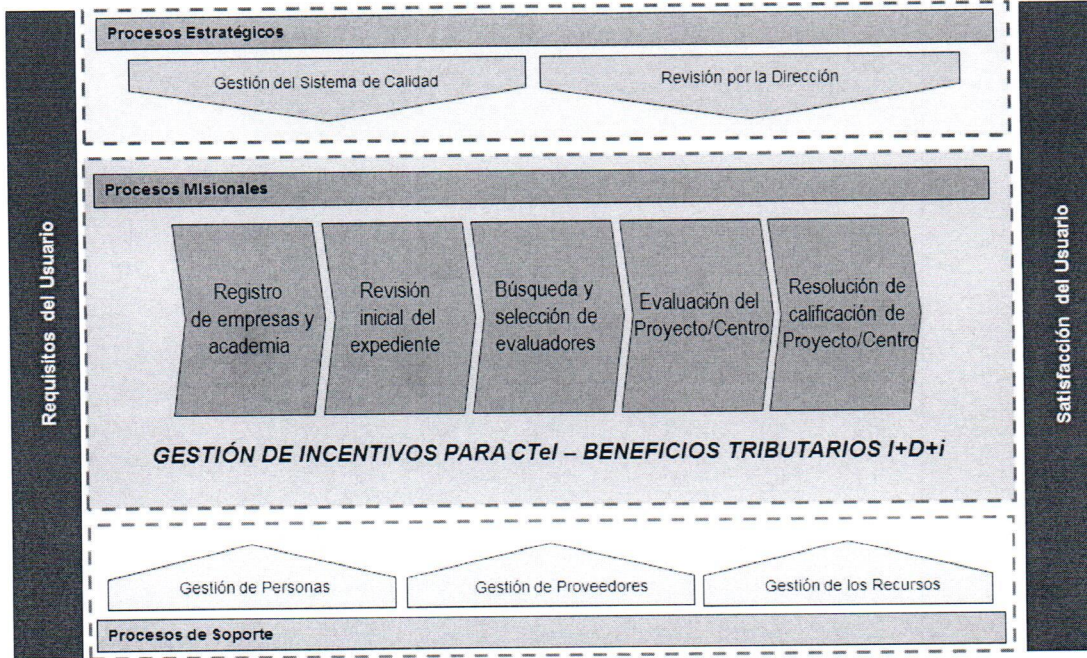 Procesos Estratégicos
Gestión del Sistema de Calidad
Revisión por la Dirección
Requisitos del Usuario
Procesos Misionales
Registro
de empresas y
academia
Revisión
inicial del
expediente
Búsqueda y
selección de
evaluadores
Evaluación del
Proyecto/Centro
Resolución de
calificación de
Proyecto/Centro
GESTIÓN DE INCENTIVOS PARA CTeI – BENEFICIOS TRIBUTARIOS I+D+i
Satisfacción del Usuario
Gestión de Personas
Gestión de Proveedores
Gestión de los Recursos
Procesos de Soporte